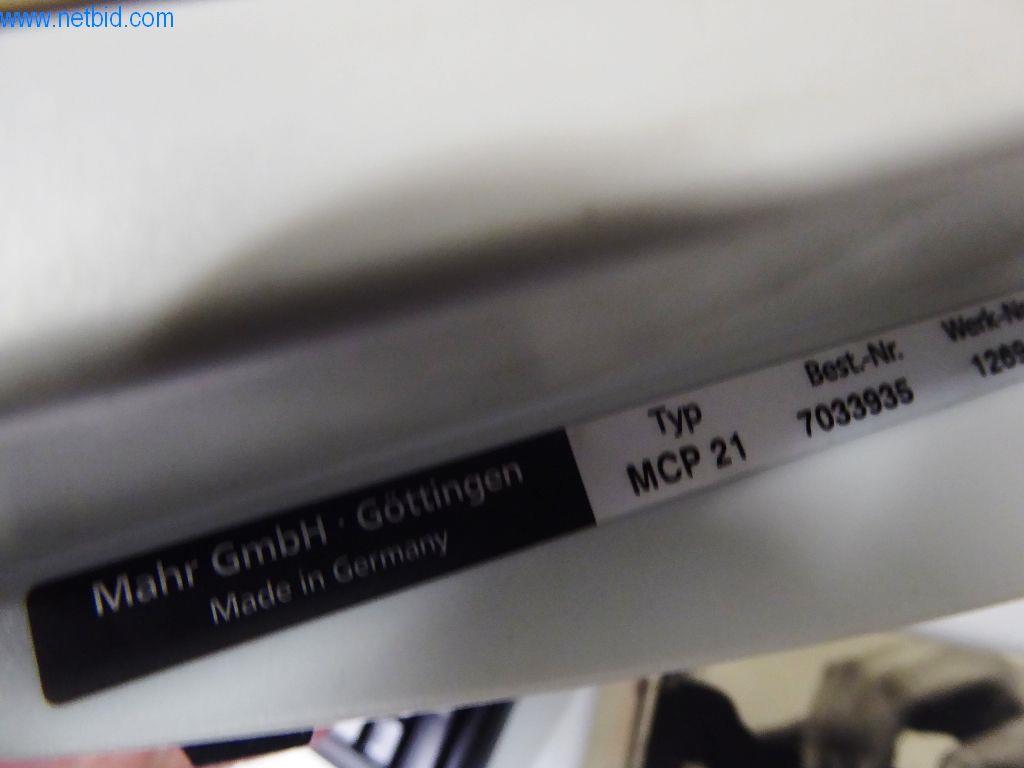 www.netbid.com
Mahr GmbH · Göttingen
Made in Germany
Typ
MCP 21
Best.-Nr.
7033935